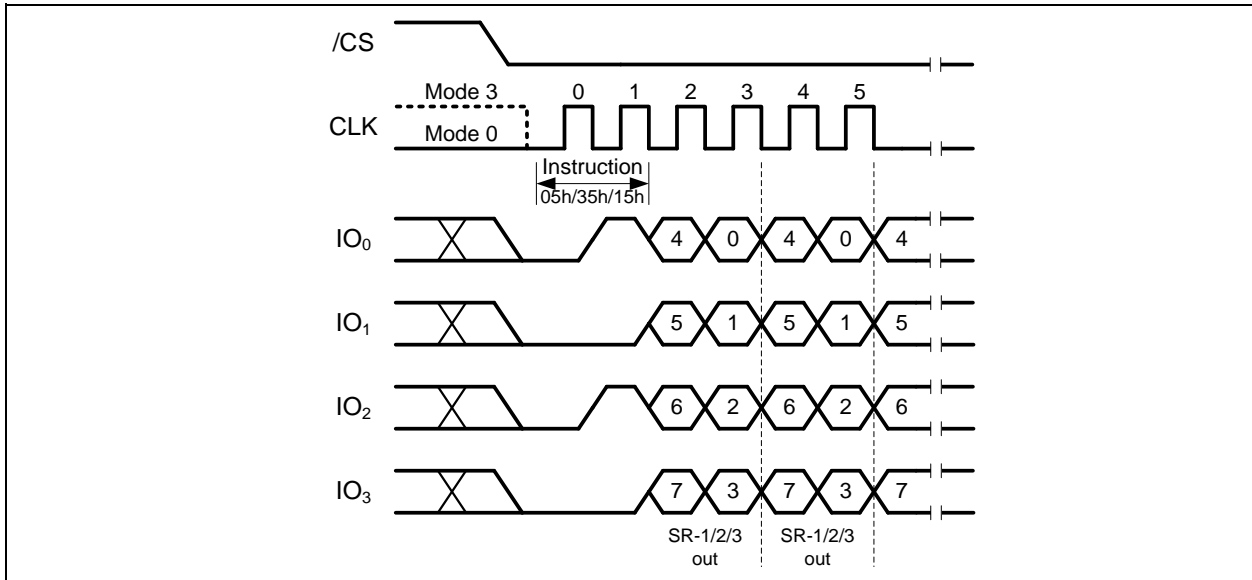 /CS
Mode 3 0 1 2 3 4 5
CLK
Mode 0
Instruction
05h/35h/15h
IO₀ 4 0 4 0 4
IO₁ 5 1 5 1 5
IO₂ 6 2 6 2 6
IO₃ 7 3 7 3 7
SR-1/2/3 SR-1/2/3
out out